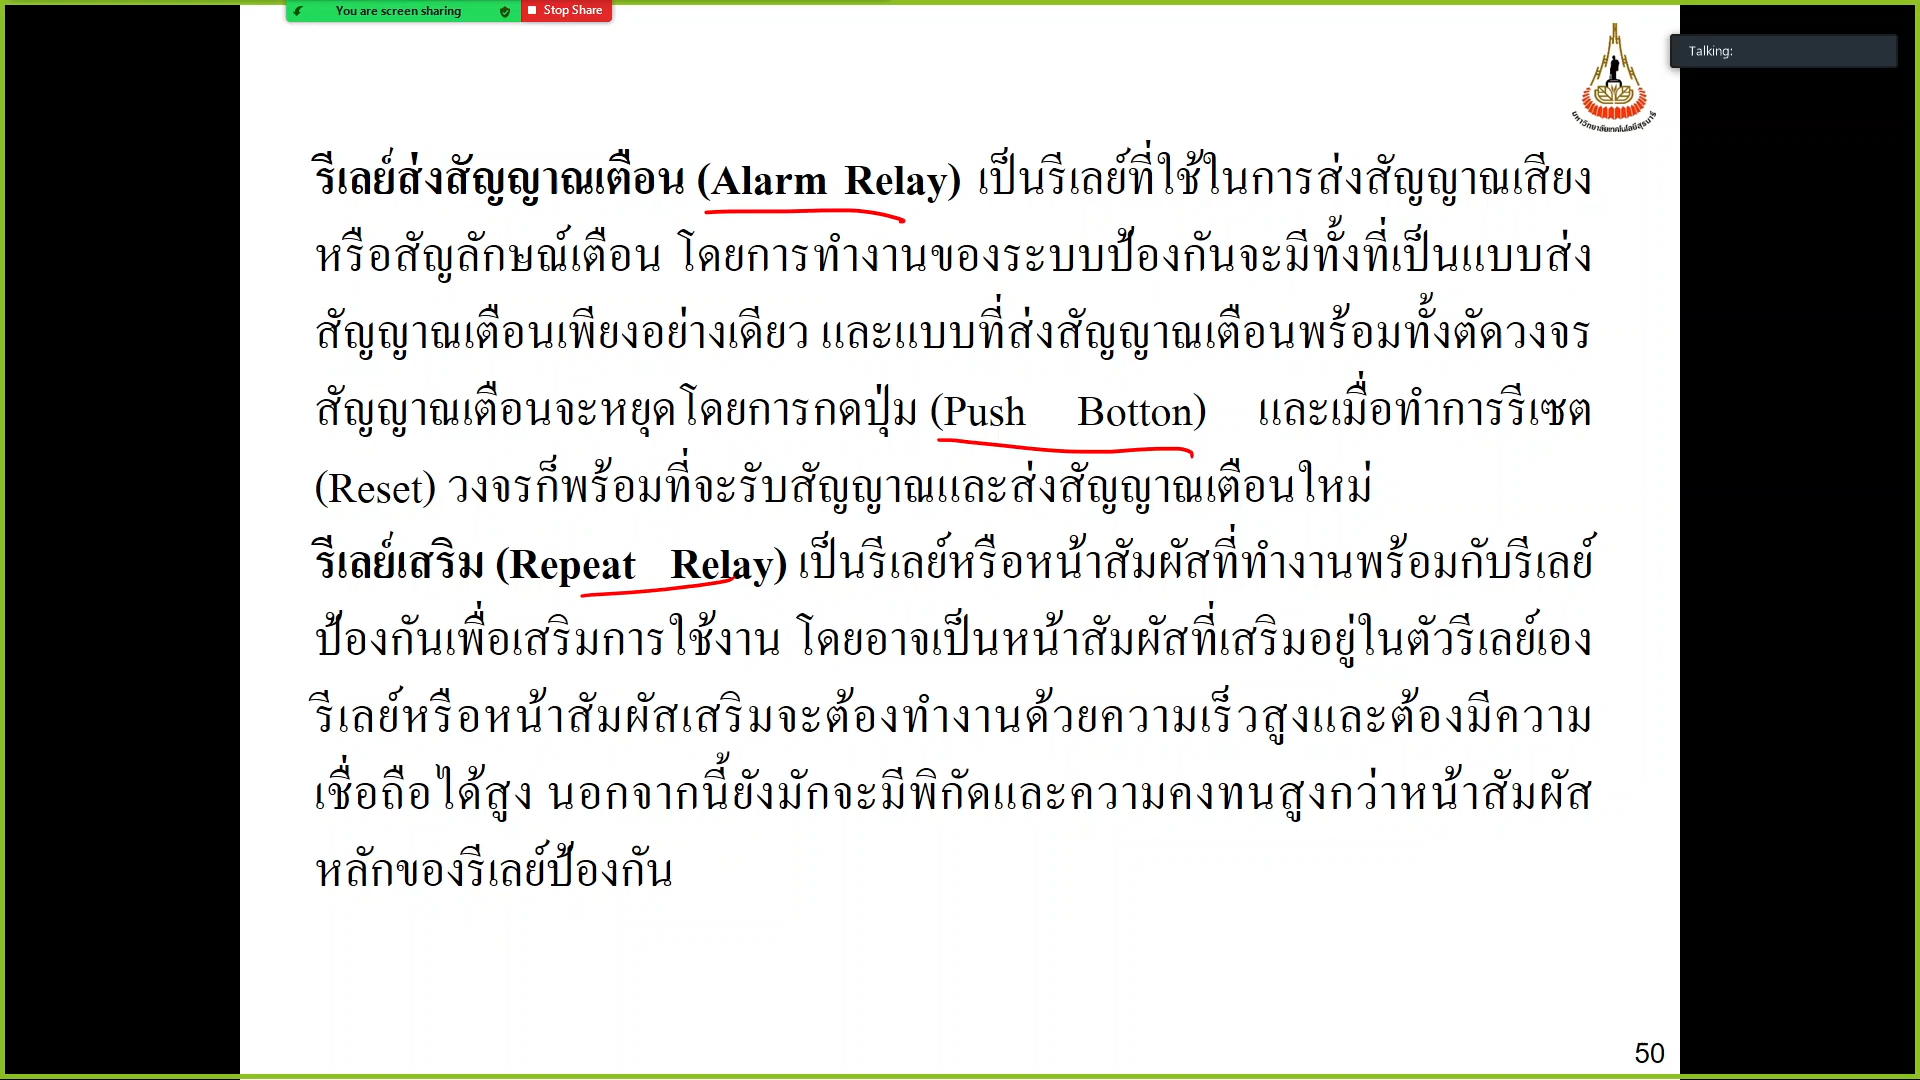 You are screen sharing
Stop Share
Talking:
มหาวิทยาลัยเทคโนโลยีสุรนารี
รีเลย์ส่งสัญญาณเตือน (Alarm Relay) เป็นรีเลย์ที่ใช้ในการส่งสัญญาณเสียง
หรือสัญลักษณ์เตือน โดยการทำงานของระบบป้องกันจะมีทั้งที่เป็นแบบส่ง
สัญญาณเตือนเพียงอย่างเดียว และแบบที่ส่งสัญญาณเตือนพร้อมทั้งตัดวงจร
สัญญาณเตือนจะหยุดโดยการกดปุ่ม (Push Botton) และเมื่อทำการรีเซต
(Reset) วงจรก็พร้อมที่จะรับสัญญาณและส่งสัญญาณเตือนใหม่
รีเลย์เสริม (Repeat Relay) เป็นรีเลย์หรือหน้าสัมผัสที่ทำงานพร้อมกับรีเลย์
ป้องกันเพื่อเสริมการใช้งาน โดยอาจเป็นหน้าสัมผัสที่เสริมอยู่ในตัวรีเลย์เอง
รีเลย์หรือหน้าสัมผัสเสริมจะต้องทำงานด้วยความเร็วสูงและต้องมีความ
เชื่อถือได้สูง นอกจากนี้ยังมักจะมีพิกัดและความคงทนสูงกว่าหน้าสัมผัส
หลักของรีเลย์ป้องกัน
50